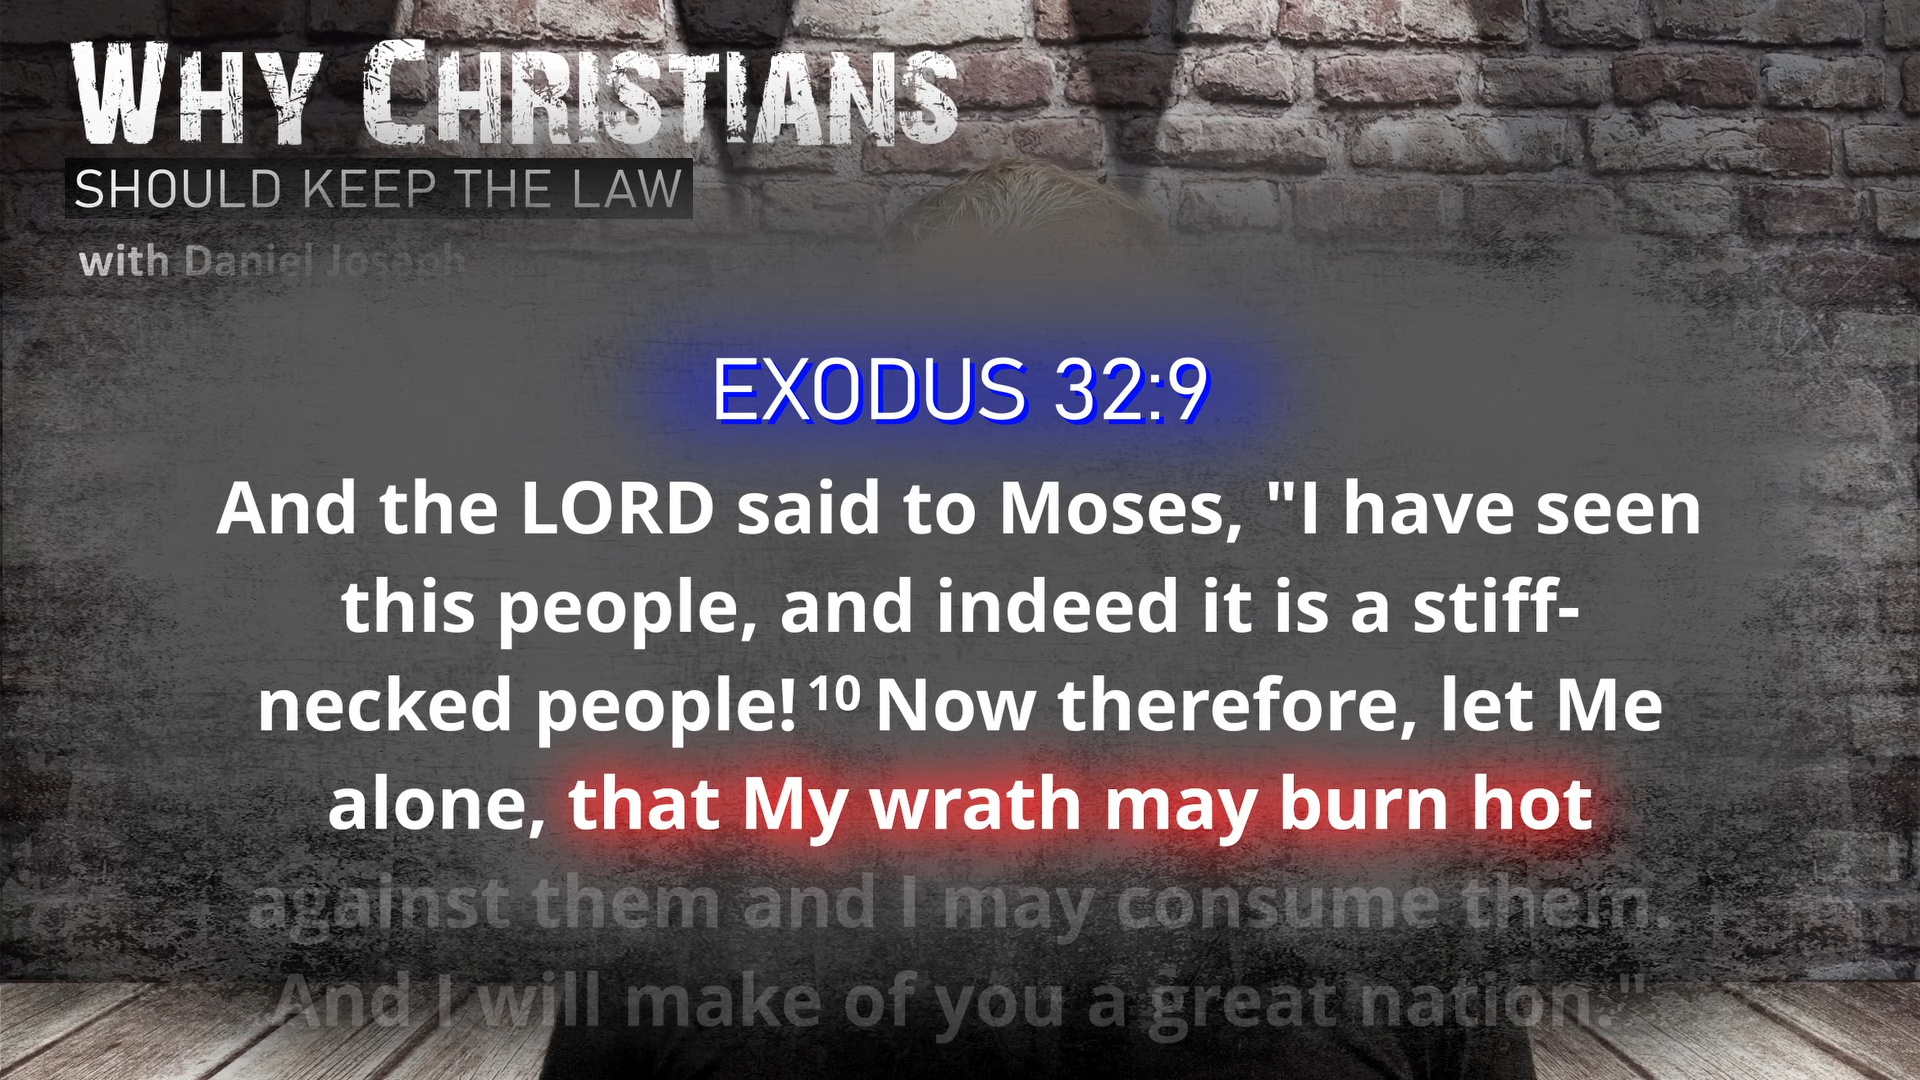 WHY CHRISTIANS
SHOULD KEEP THE LAW
with Daniel Joseph
EXODUS 32:9
And the LORD said to Moses, "I have seen
this people, and indeed it is a stiff-
necked people! 10 Now therefore, let Me
alone, that My wrath may burn hot
against them and I may consume them.
And I will make of you a great nation."